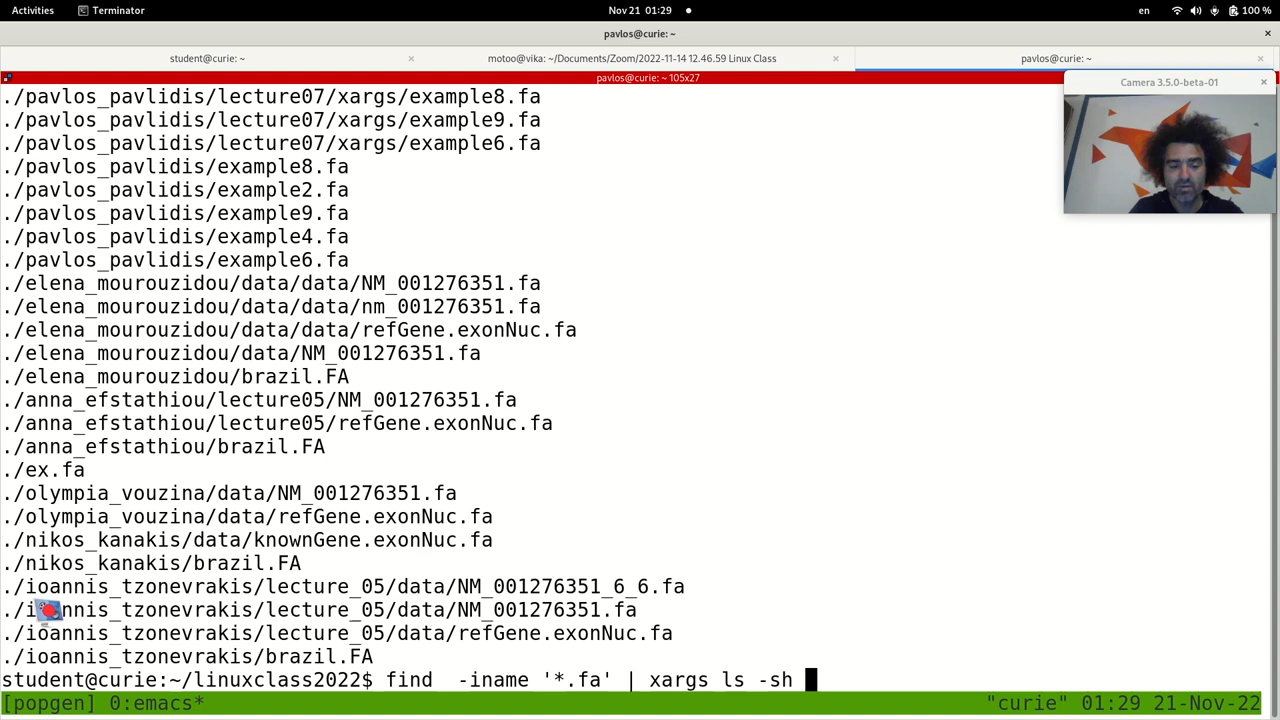 Activities
Terminator
Nov 21 01:29
en
100 %
pavlos@curie: ~
student@curie: ~
motoo@vika: ~/Documents/Zoom/2022-11-14 12.46.59 Linux Class
pavlos@curie: ~
pavlos@curie: ~ 105x27
Camera 3.5.0-beta-01
./pavlos_pavlidis/lecture07/xargs/example8.fa
./pavlos_pavlidis/lecture07/xargs/example9.fa
./pavlos_pavlidis/lecture07/xargs/example6.fa
./pavlos_pavlidis/example8.fa
./pavlos_pavlidis/example2.fa
./pavlos_pavlidis/example9.fa
./pavlos_pavlidis/example4.fa
./pavlos_pavlidis/example6.fa
./elena_mourouzidou/data/data/NM_001276351.fa
./elena_mourouzidou/data/data/nm_001276351.fa
./elena_mourouzidou/data/data/refGene.exonNuc.fa
./elena_mourouzidou/data/NM_001276351.fa
./elena_mourouzidou/brazil.FA
./anna_efstathiou/lecture05/NM_001276351.fa
./anna_efstathiou/lecture05/refGene.exonNuc.fa
./anna_efstathiou/brazil.FA
./ex.fa
./olympia_vouzina/data/NM_001276351.fa
./olympia_vouzina/data/refGene.exonNuc.fa
./nikos_kanakis/data/knownGene.exonNuc.fa
./nikos_kanakis/brazil.FA
./ioannis_tzonevrakis/lecture_05/data/NM_001276351_6_6.fa
./ioannis_tzonevrakis/lecture_05/data/NM_001276351.fa
./ioannis_tzonevrakis/lecture_05/data/refGene.exonNuc.fa
./ioannis_tzonevrakis/brazil.FA
student@curie:~/linuxclass2022$ find  -iname '*.fa' | xargs ls -sh
[popgen] 0:emacs* "curie" 01:29 21-Nov-22